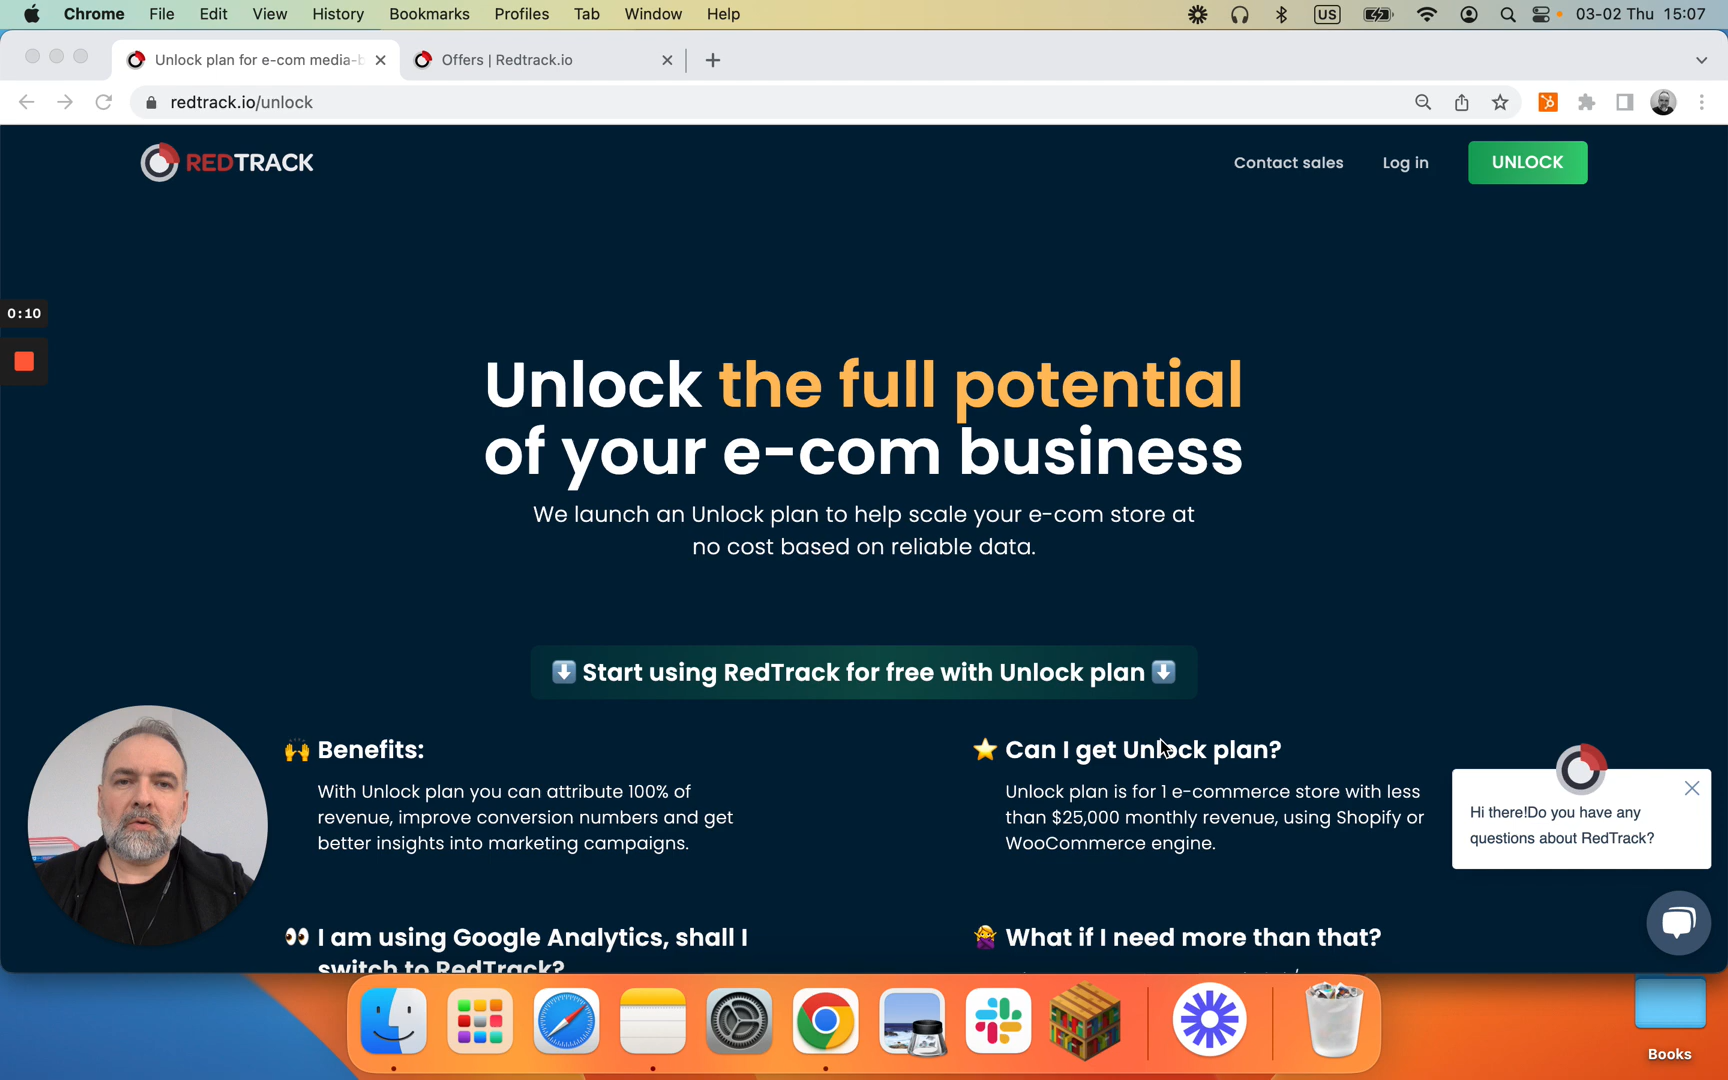 Chrome File Edit View History Bookmarks Profiles Tab Window Help US 03-02 Thu 15:07
Unlock plan for e-com media-b Offers | Redtrack.io
redtrack.io/unlock
REDTRACK Contact sales Log in UNLOCK
0:10
Unlock the full potential
of your e-com business
We launch an Unlock plan to help scale your e-com store at
no cost based on reliable data.
⬇️ Start using RedTrack for free with Unlock plan ⬇️
🙌 Benefits:
With Unlock plan you can attribute 100% of
revenue, improve conversion numbers and get
better insights into marketing campaigns.
⭐ Can I get Unlock plan?
Unlock plan is for 1 e-commerce store with less
than $25,000 monthly revenue, using Shopify or
WooCommerce engine.
Hi there!Do you have any
questions about RedTrack?
👀 I am using Google Analytics, shall I
switch to RedTrack?
🤷‍♀️ What if I need more than that?
Books